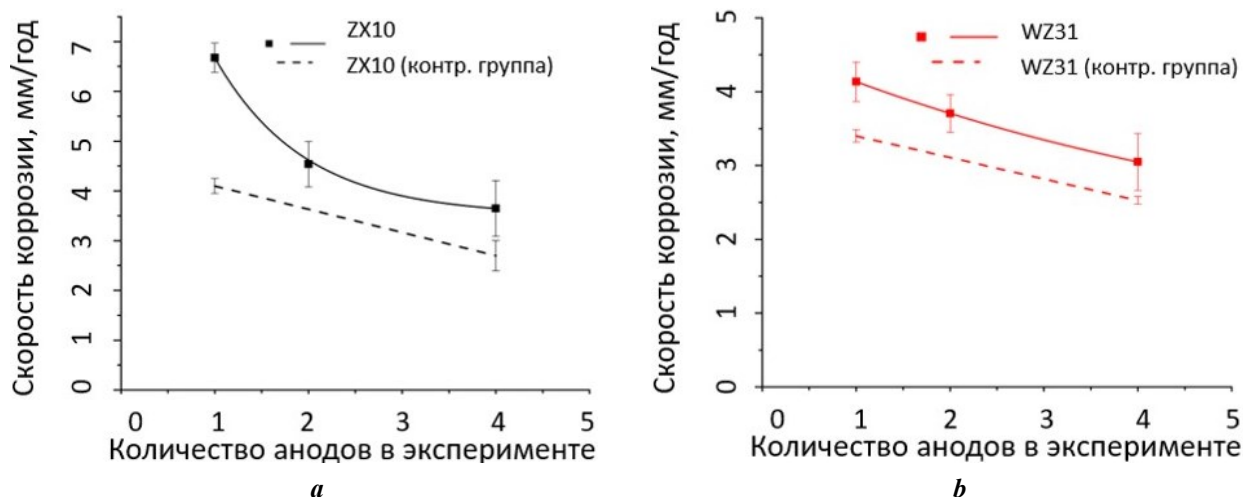 ZX10
ZX10 (контр. группа)
Скорость коррозии, мм/год
7
6
5
4
3
2
1
0
0 1 2 3 4 5
Количество анодов в эксперименте
a
WZ31
WZ31 (контр. группа)
Скорость коррозии, мм/год
5
4
3
2
1
0
0 1 2 3 4 5
Количество анодов в эксперименте
b